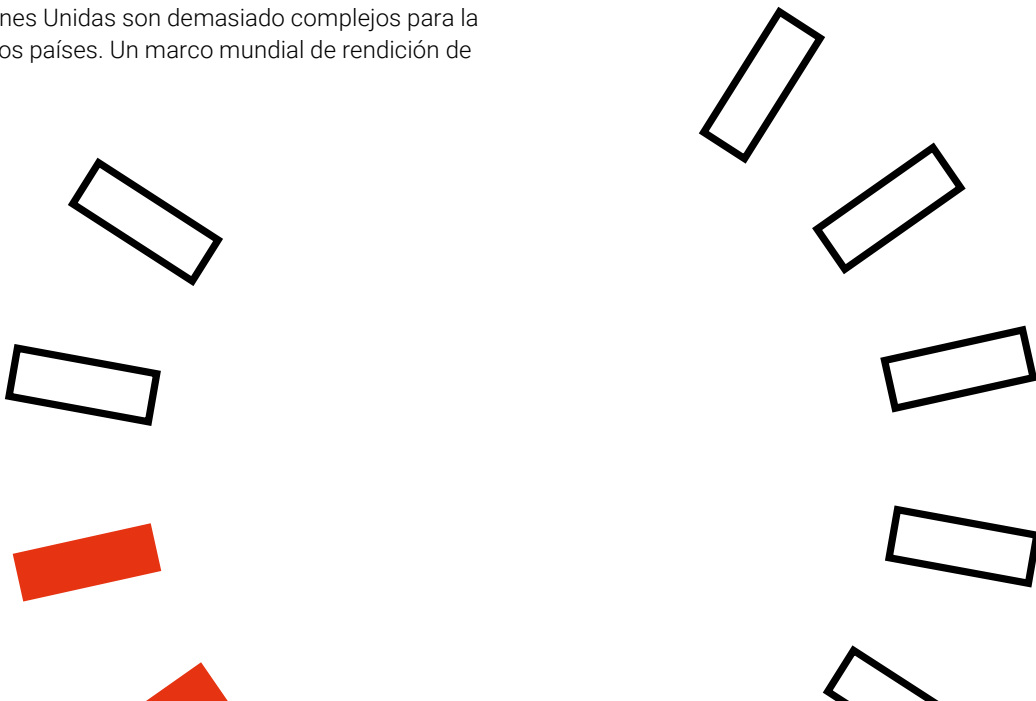 nes Unidas son demasiado complejos para la
os países. Un marco mundial de rendición de